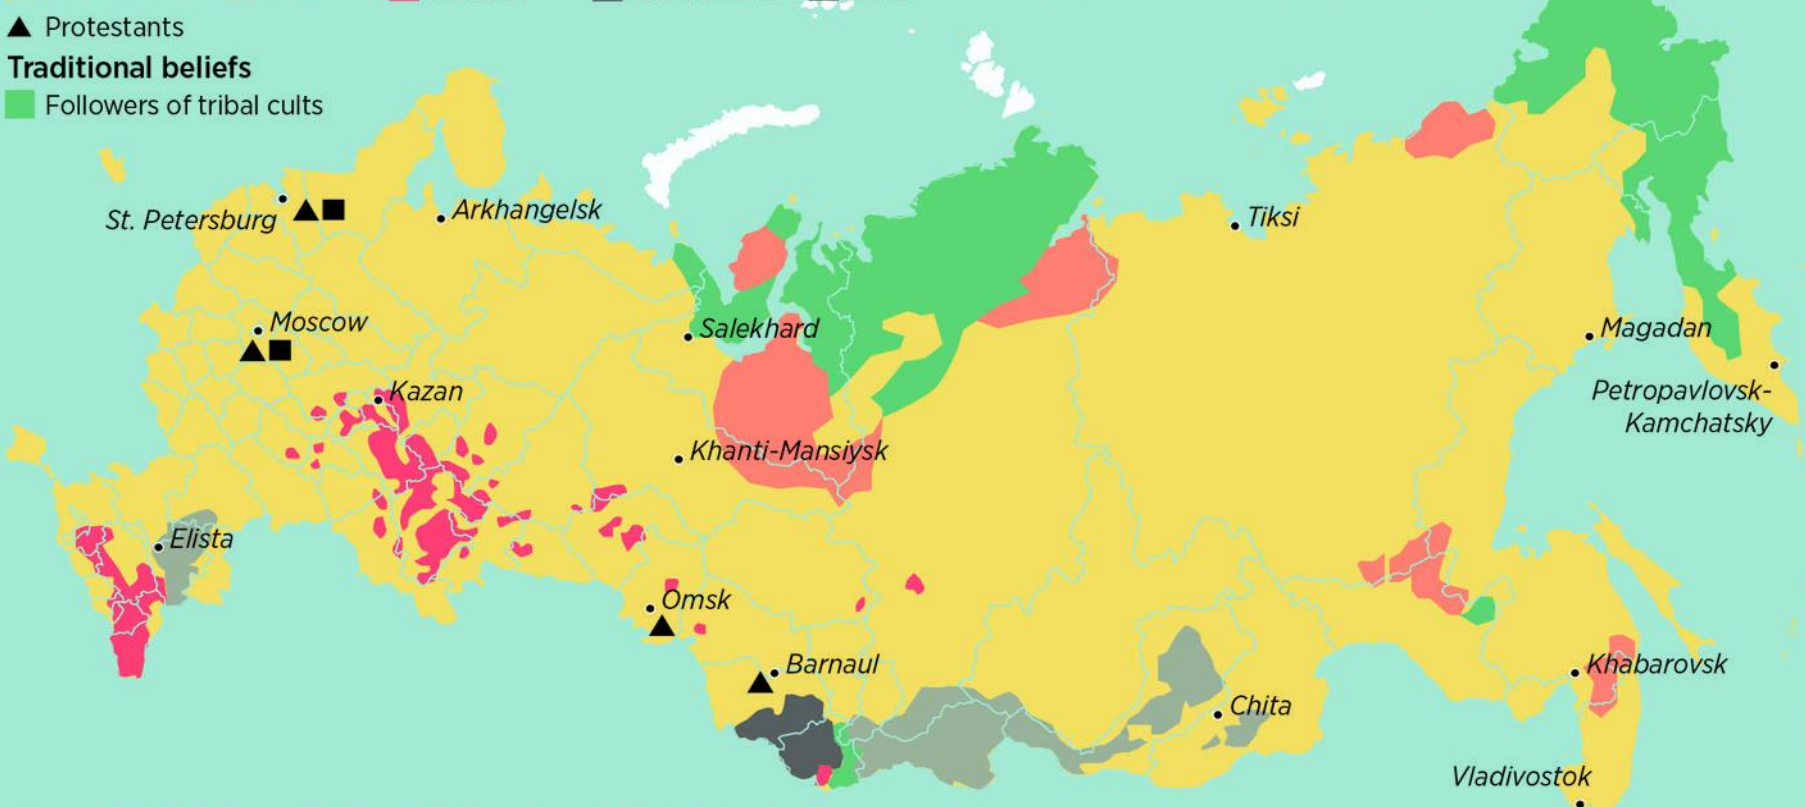 Protestants
Traditional beliefs
Followers of tribal cults
St. Petersburg
Arkhangelsk
Tiksi
Moscow
Salekhard
Magadan
Kazan
Petropavlovsk-
Kamchatsky
Khanti-Mansiysk
Elista
Omsk
Barnaul
Khabarovsk
Chita
Vladivostok